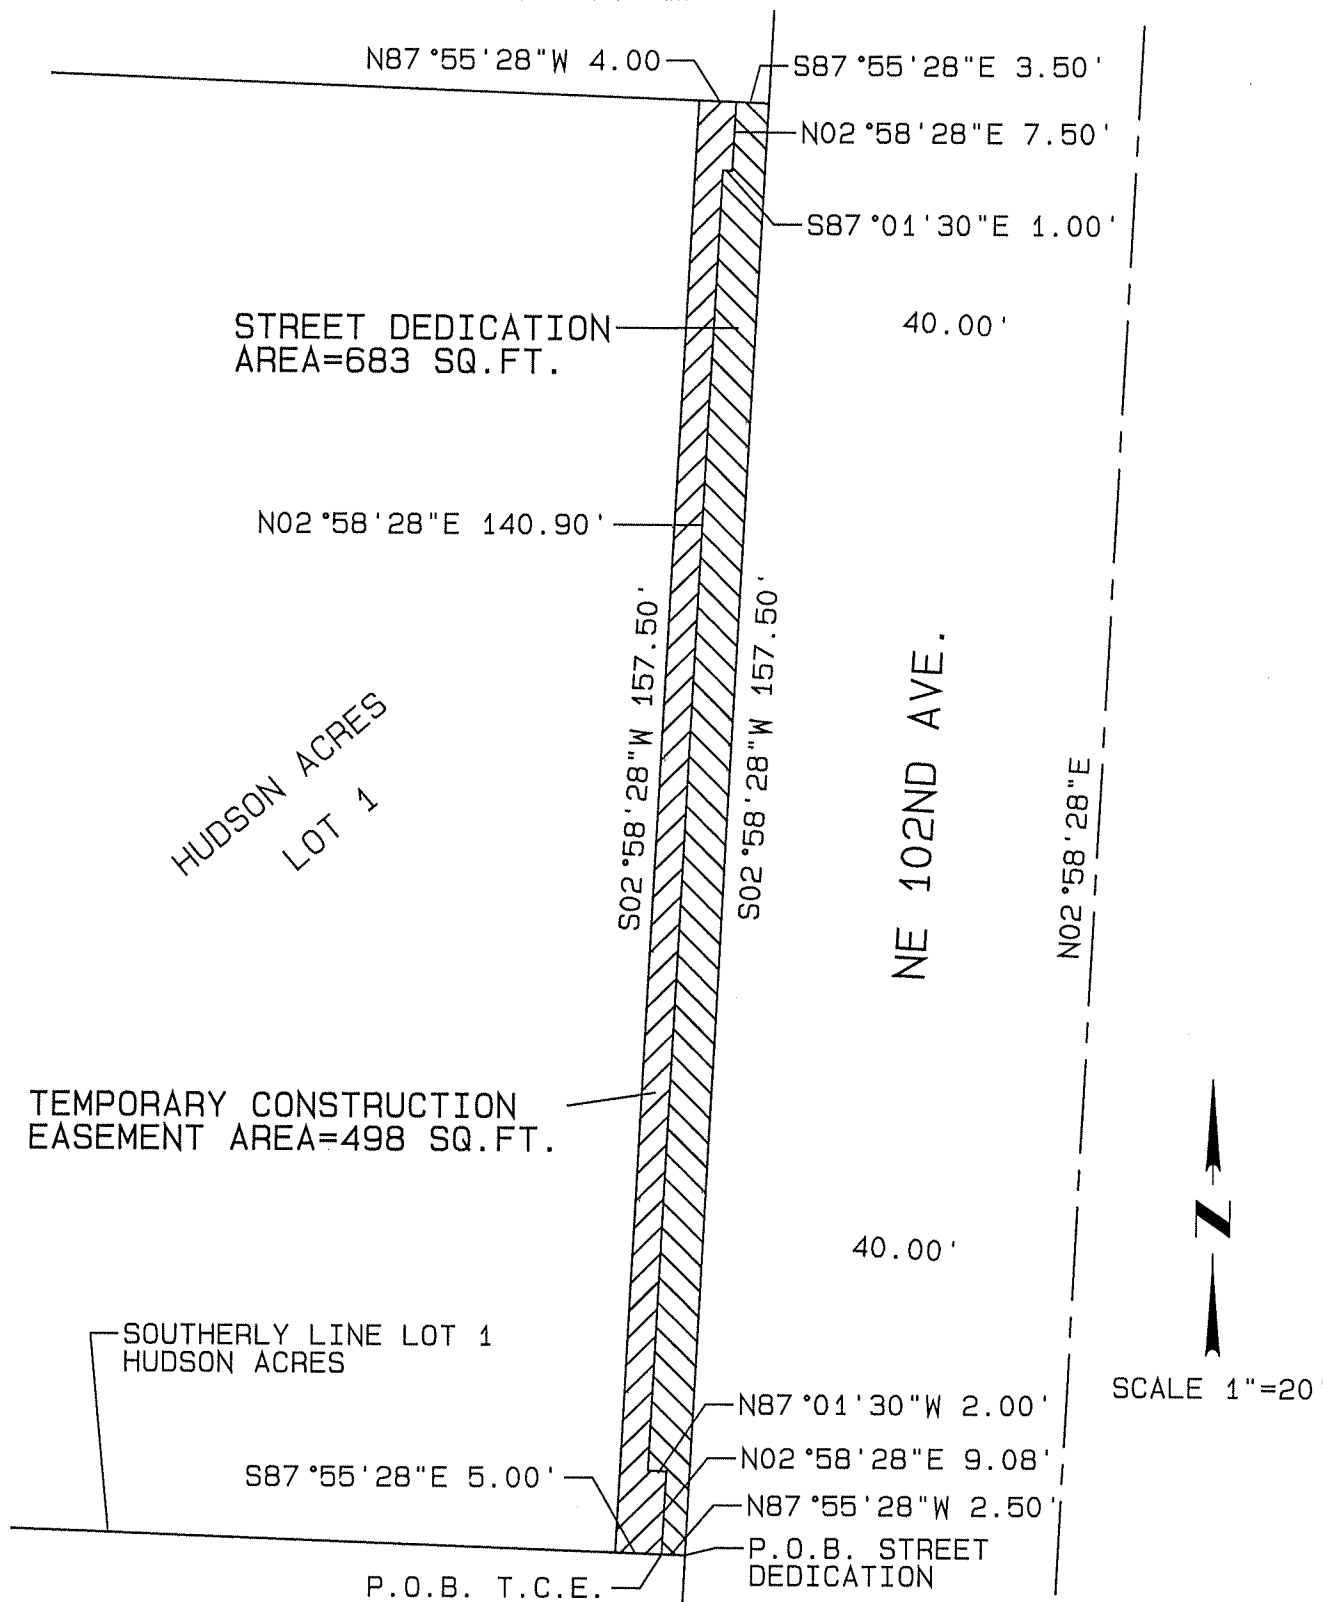 N87°55'28"W 4.00
S87°55'28"E 3.50'
N02°58'28"E 7.50'
S87°01'30"E 1.00'
STREET DEDICATION
AREA=683 SQ.FT.
40.00'
N02°58'28"E 140.90'
S02°58'28"W 157.50'
S02°58'28"W 157.50'
HUDSON ACRES
LOT 1
NE 102ND AVE.
N02°58'28"E
TEMPORARY CONSTRUCTION
EASEMENT AREA=498 SQ.FT.
40.00'
N
SOUTHERLY LINE LOT 1
HUDSON ACRES
SCALE 1"=20'
N87°01'30"W 2.00'
N02°58'28"E 9.08'
S87°55'28"E 5.00'
N87°55'28"W 2.50'
P.O.B. STREET
DEDICATION
P.O.B. T.C.E.